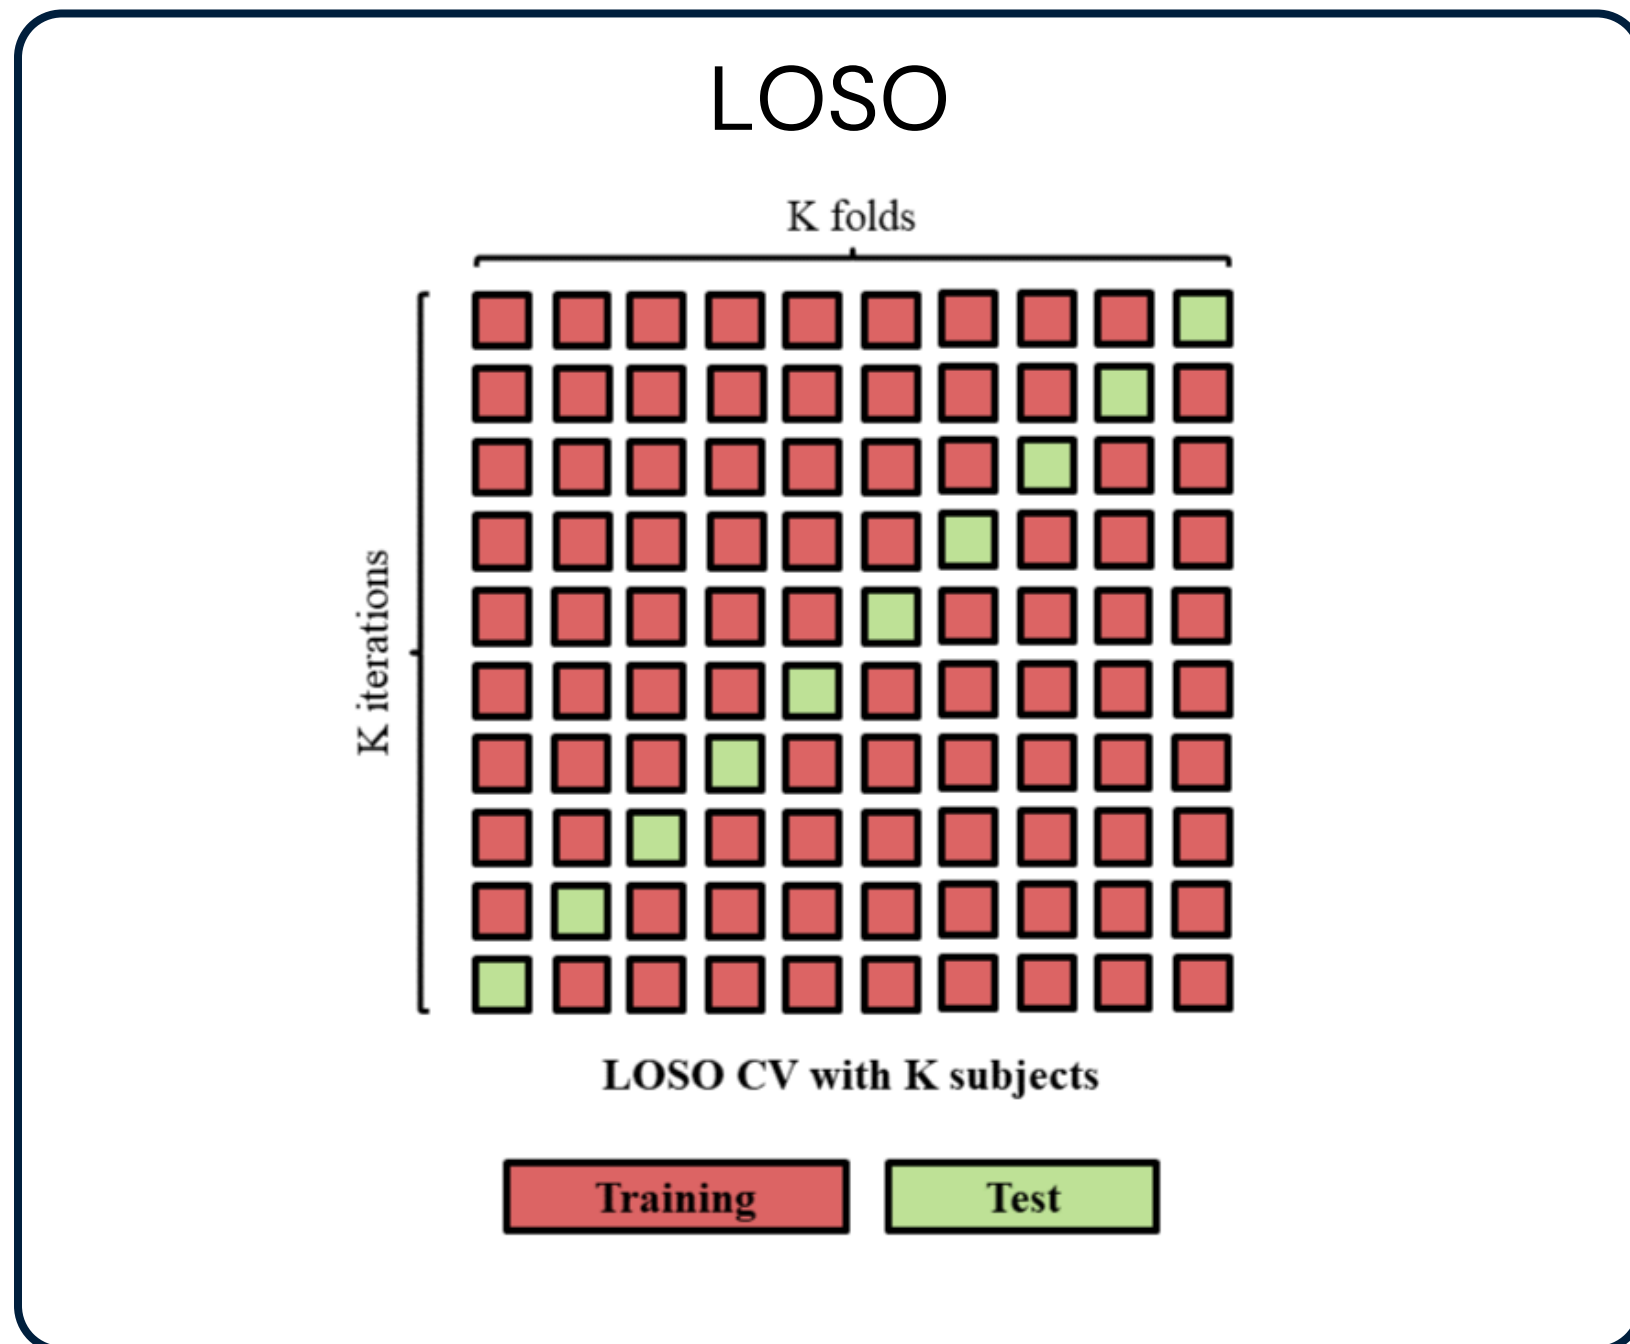 LOSO
K folds
K iterations
LOSO CV with K subjects
Training
Test